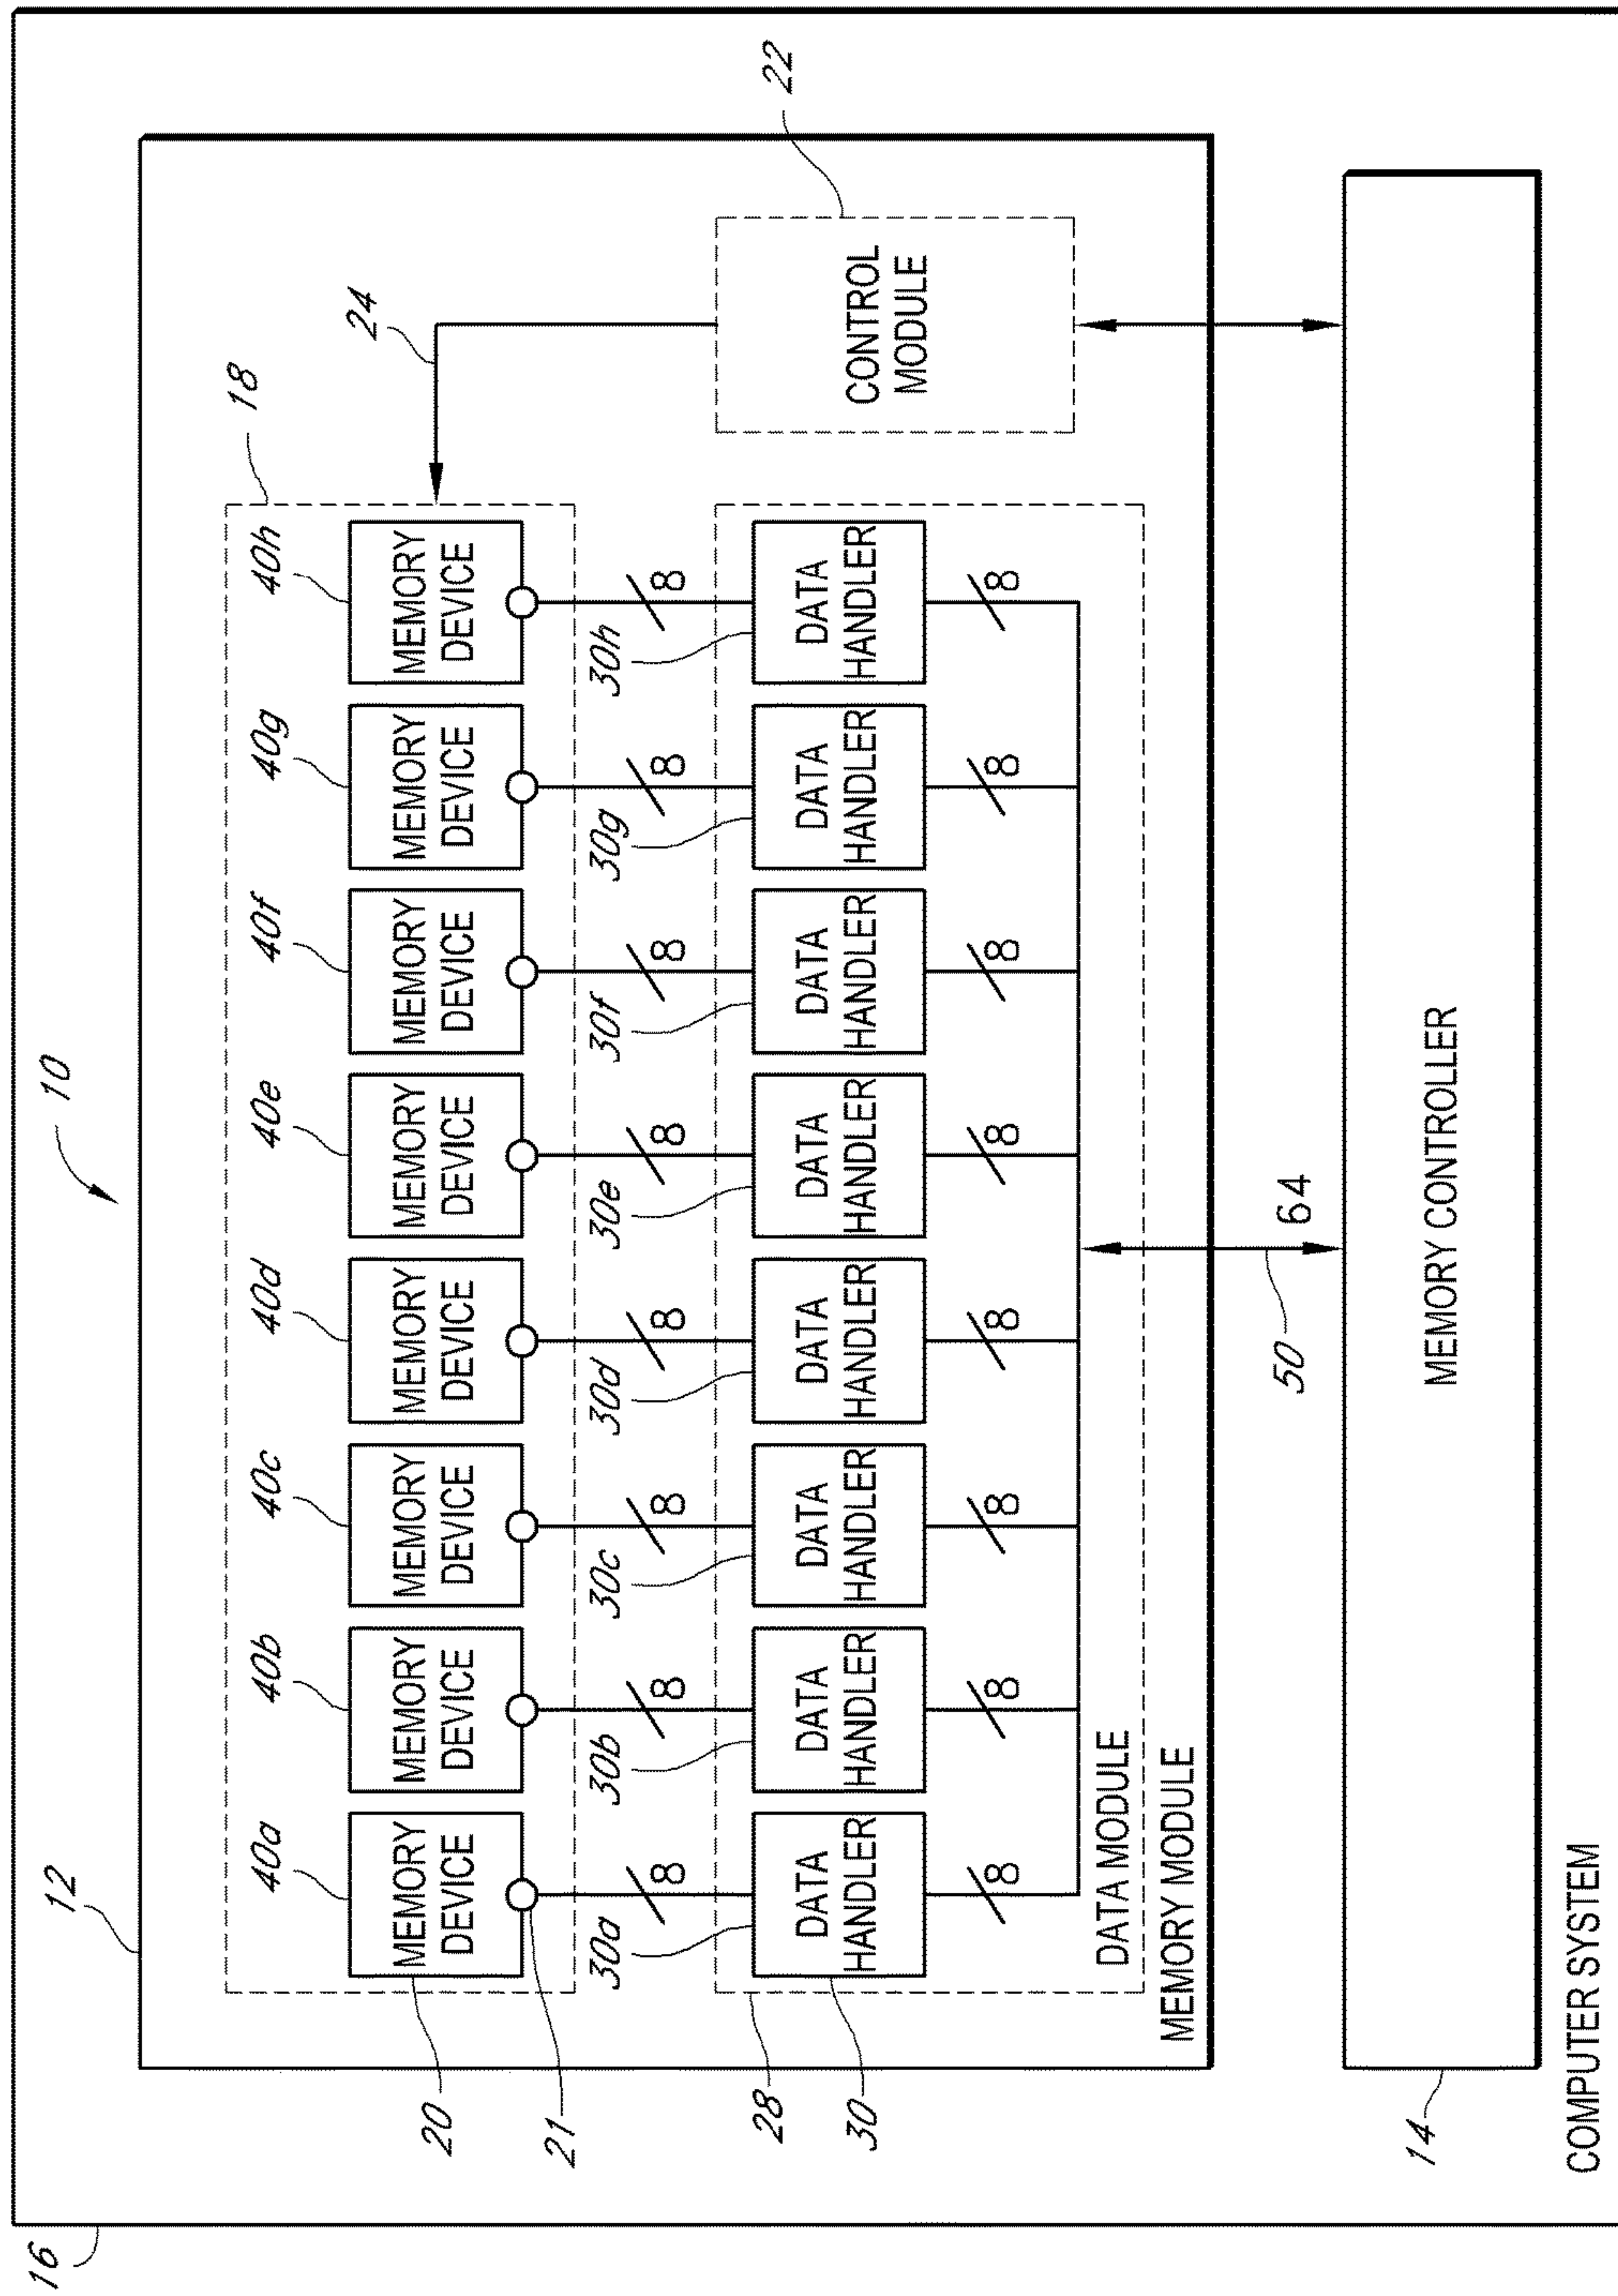 10
12
16
18
24
22
40a
40b
40c
40d
40e
40f
40g
40h
MEMORY
DEVICE
MEMORY
DEVICE
MEMORY
DEVICE
MEMORY
DEVICE
MEMORY
DEVICE
MEMORY
DEVICE
MEMORY
DEVICE
MEMORY
DEVICE
20
21
8
8
8
8
8
8
8
8
30a
30b
30c
30d
30e
30f
30g
30h
DATA
HANDLER
DATA
HANDLER
DATA
HANDLER
DATA
HANDLER
DATA
HANDLER
DATA
HANDLER
DATA
HANDLER
DATA
HANDLER
CONTROL
MODULE
28
30
8
8
8
8
8
8
8
8
DATA MODULE
MEMORY MODULE
50
64
MEMORY CONTROLLER
14
COMPUTER SYSTEM